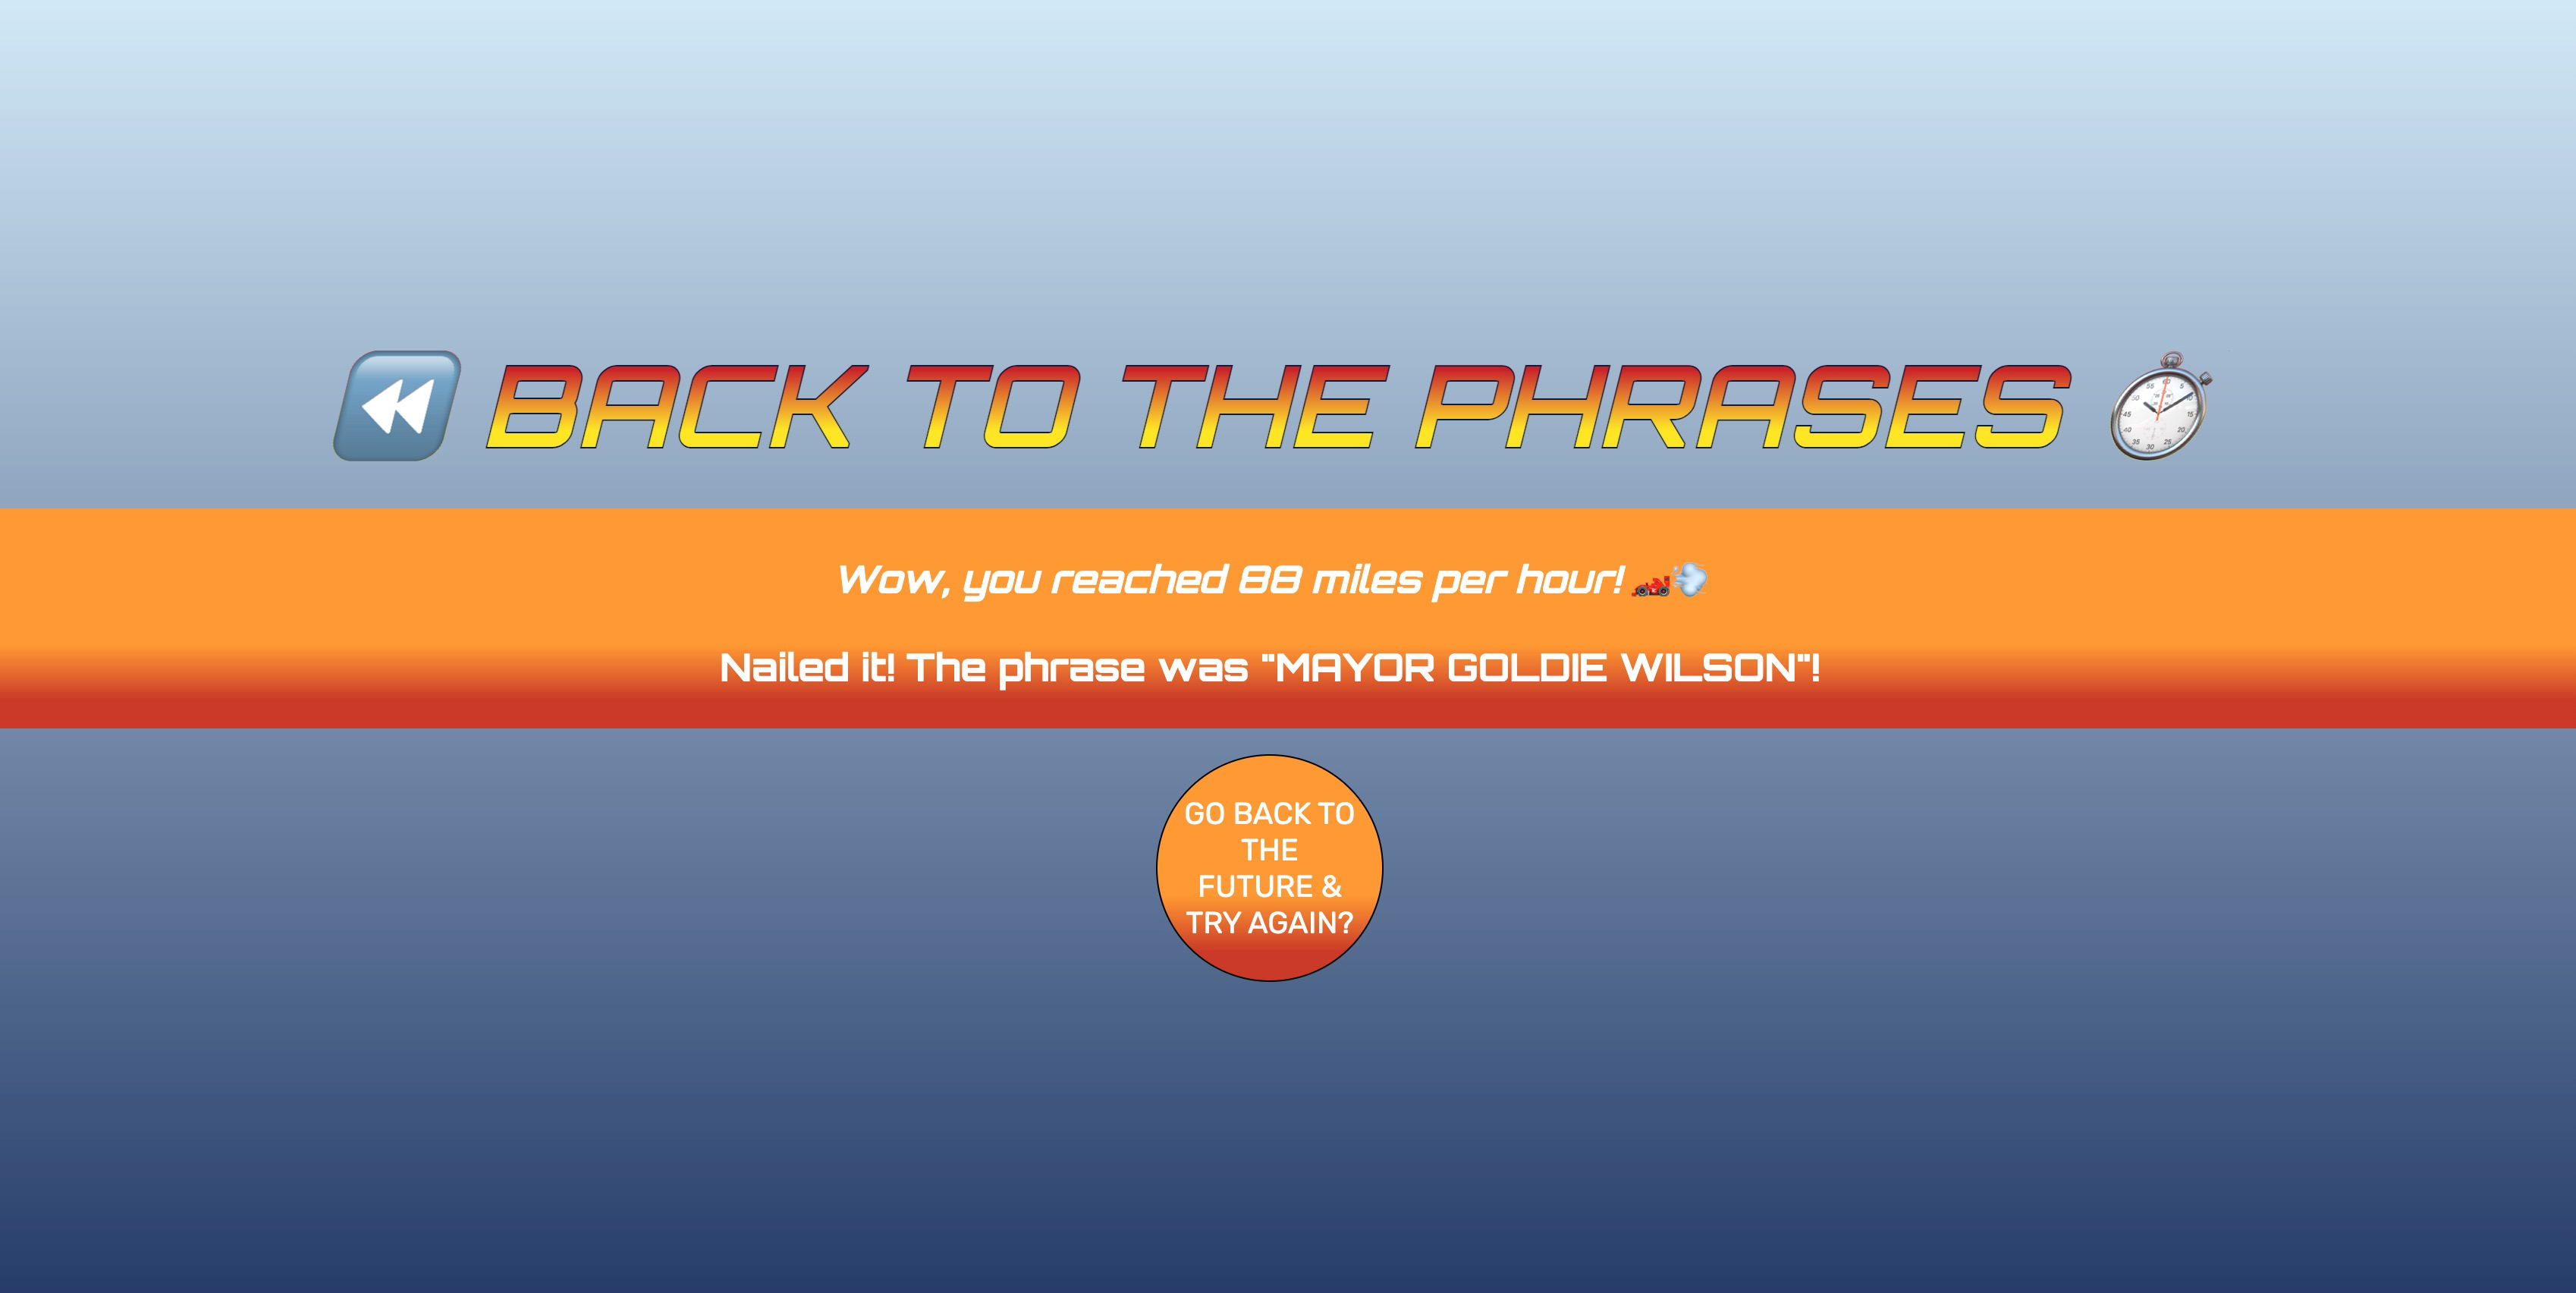 ⏪ BACK TO THE PHRASES ⏱️
Wow, you reached 88 miles per hour! 🏎️💨
Nailed it! The phrase was "MAYOR GOLDIE WILSON"!
GO BACK TO
THE
FUTURE &
TRY AGAIN?